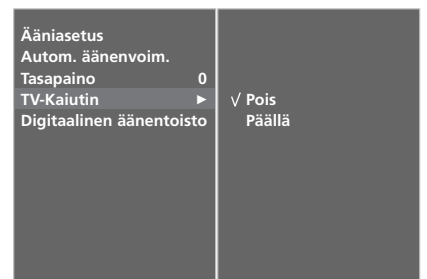 Ääniasetus
Autom. äänenvoim.
Tasapaino 0
TV-Kaiutin ►
Digitaalinen äänentoisto
√ Pois
Päällä